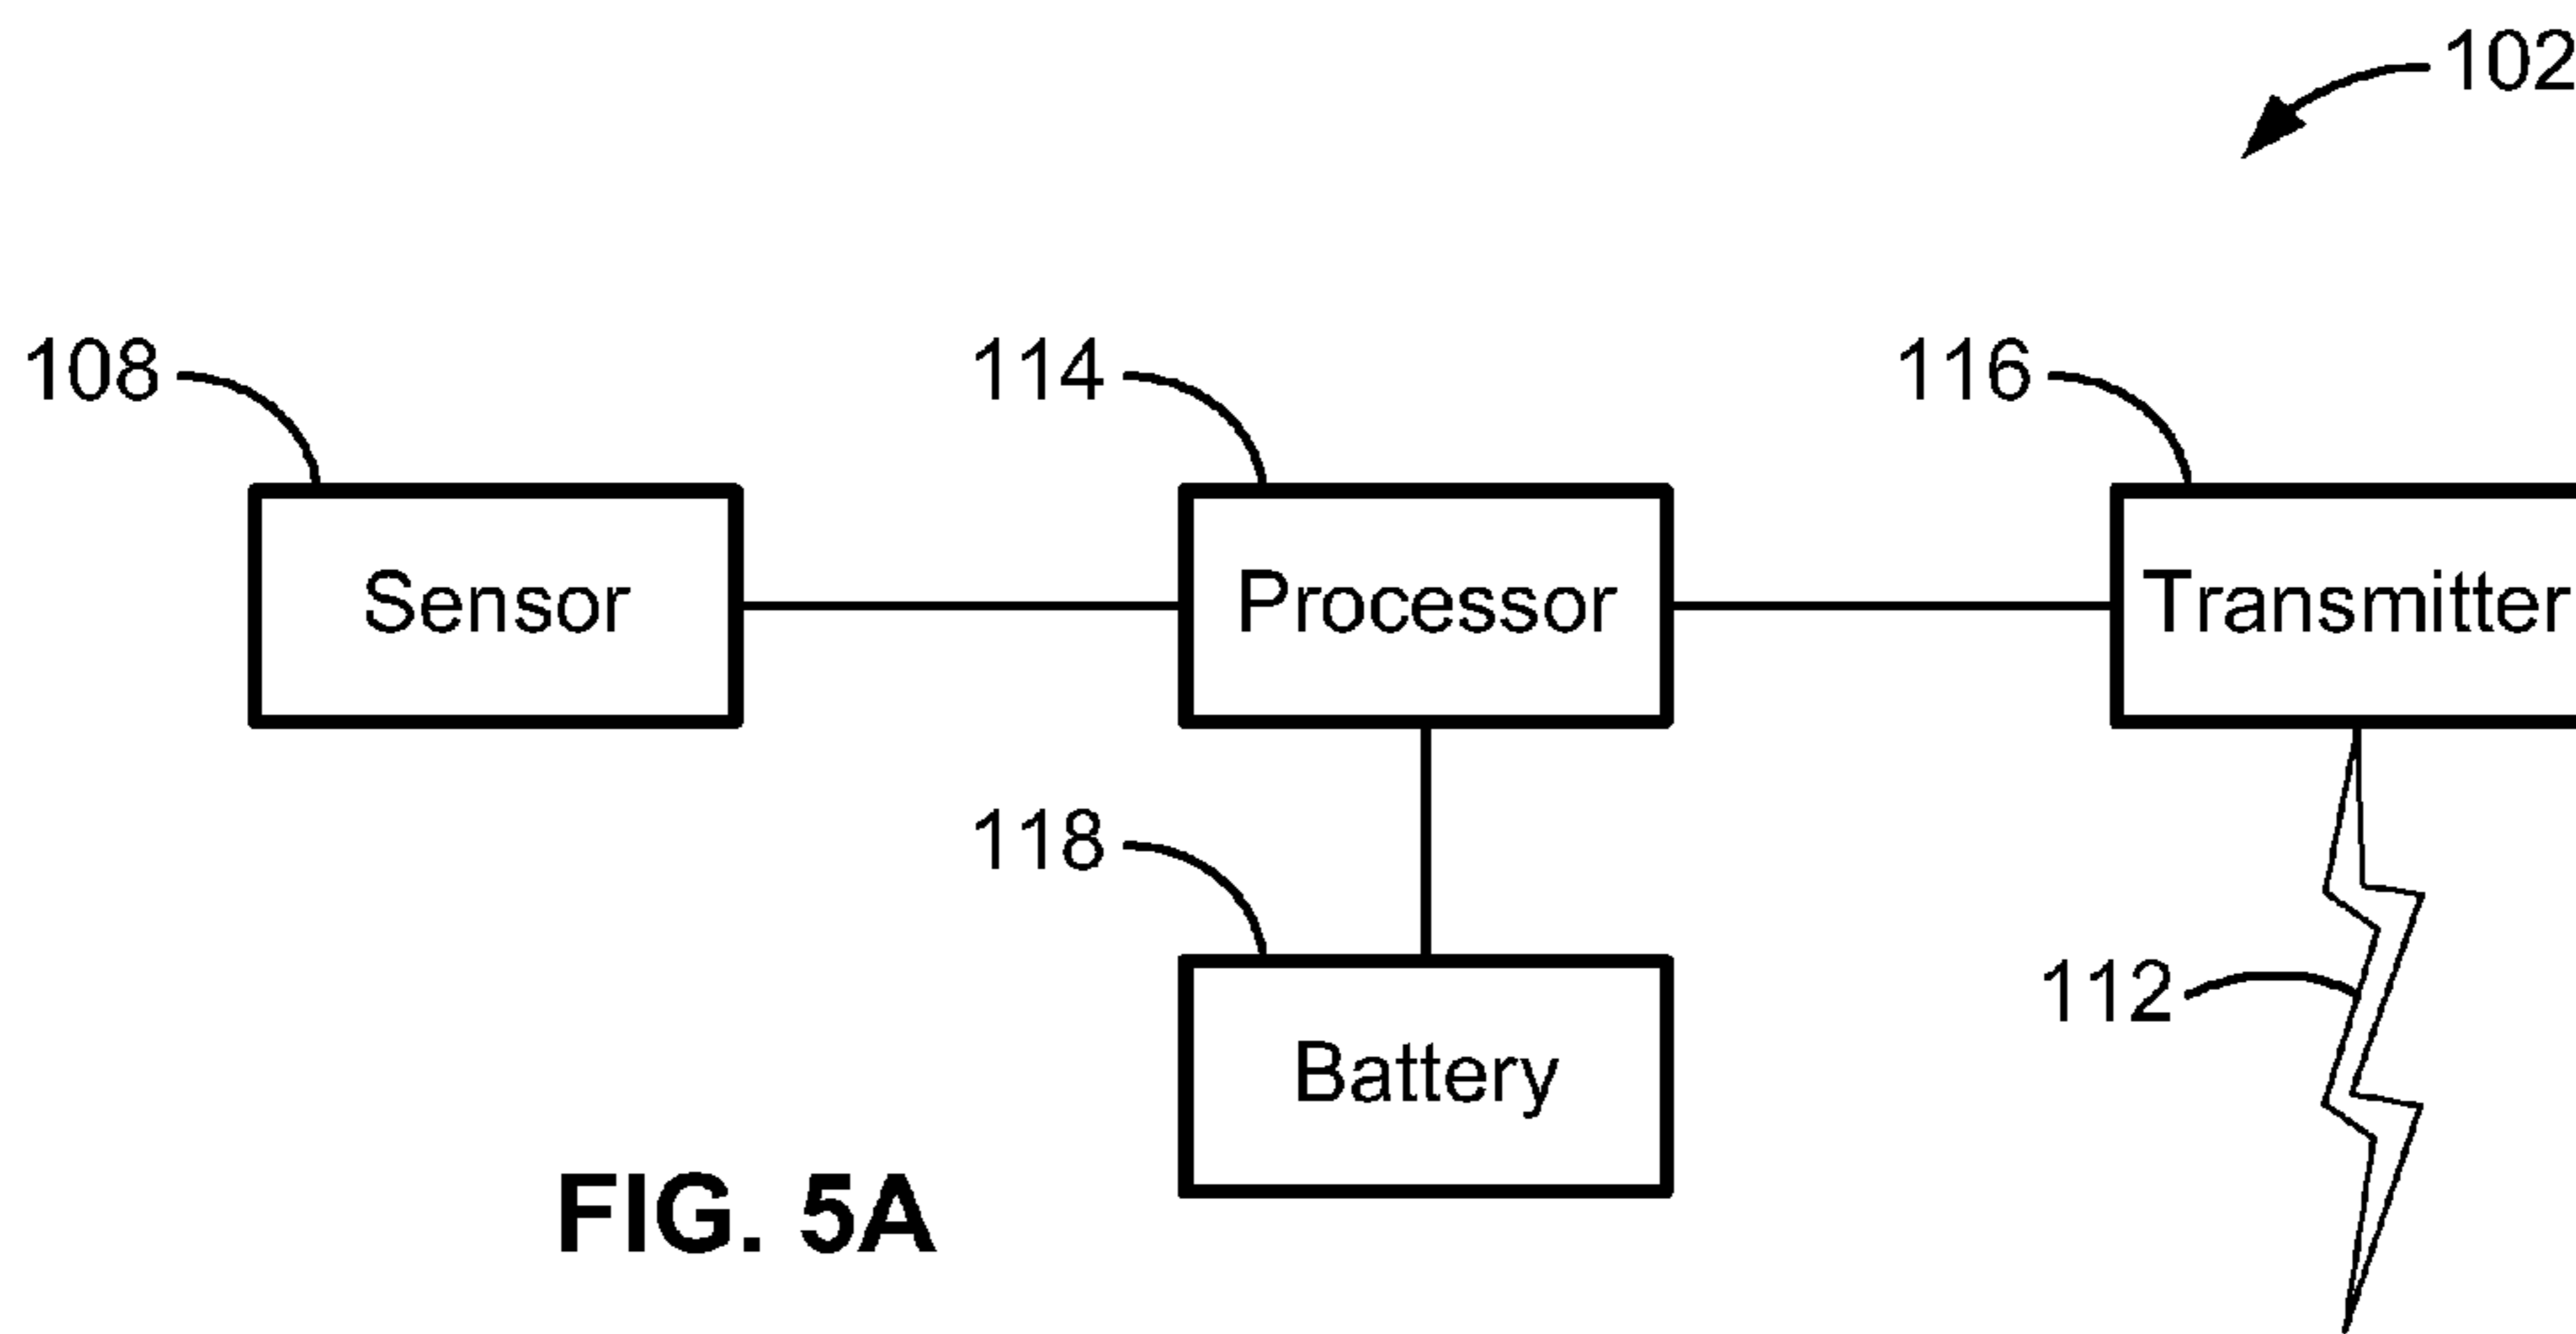 102
108
114
116
Sensor
Processor
Transmitter
118
112
Battery
FIG. 5A